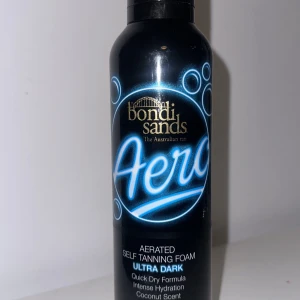 bondi
sands
The Australian tan
Aero
AERATED
SELF TANNING FOAM
ULTRA DARK
Quick Dry Formula
Intense Hydration
Coconut Scent